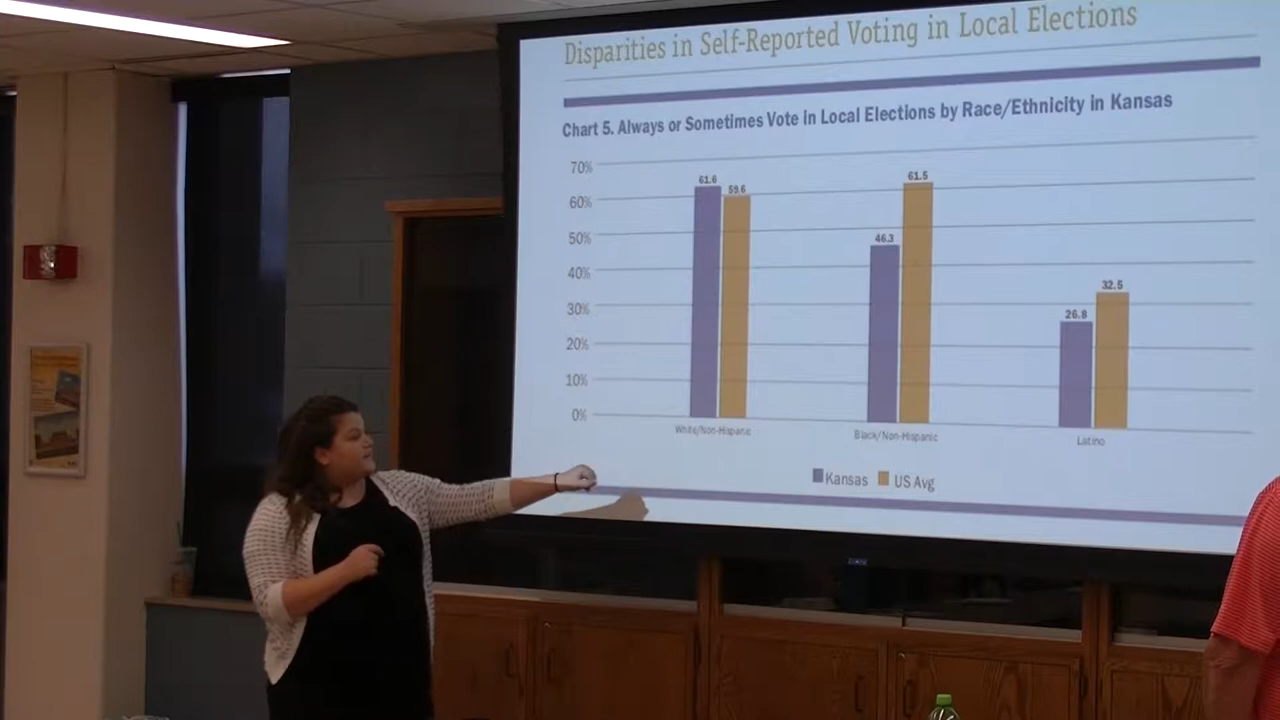 Disparities in Self-Reported Voting in Local Elections
Chart 5. Always or Sometimes Vote in Local Elections by Race/Ethnicity in Kansas
70%
60%
50%
40%
30%
20%
10%
0%
61.6
59.6
46.3
61.5
26.8
32.5
White/Non-Hispanic
Black/Non-Hispanic
Latino
Kansas
US Avg